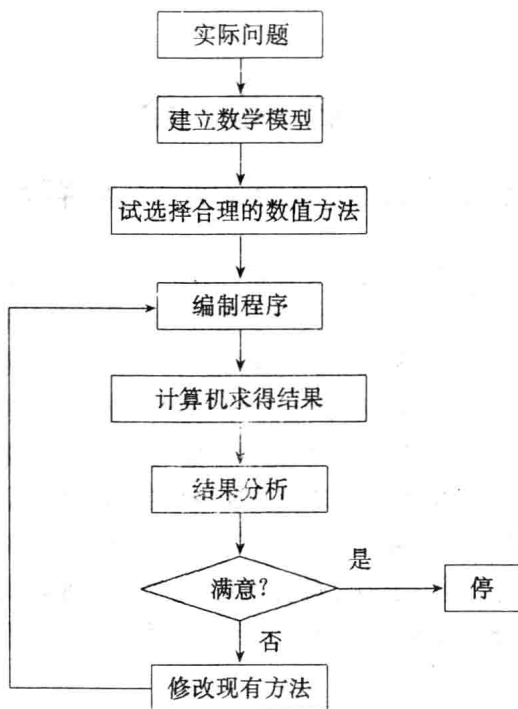 实际问题
建立数学模型
试选择合理的数值方法
编制程序
计算机求得结果
结果分析
满意?
是
停
否
修改现有方法